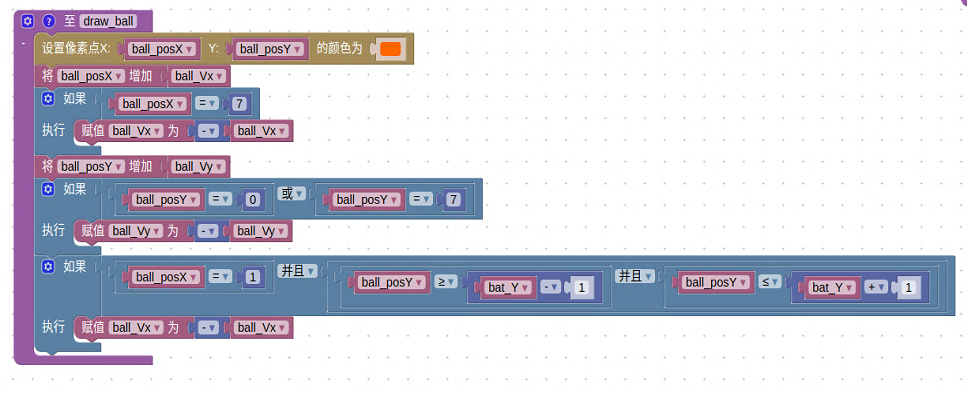 至 draw_ball
设置像素点X: ball_posX Y: ball_posY 的颜色为
将 ball_posX 增加 ball_Vx
如果 ball_posX = 7
执行 赋值 ball_Vx 为 - ball_Vx
将 ball_posY 增加 ball_Vy
如果 ball_posY = 0 或 ball_posY = 7
执行 赋值 ball_Vy 为 - ball_Vy
如果 ball_posX = 1 并且 ball_posY ≥ bat_Y - 1 并且 ball_posY ≤ bat_Y + 1
执行 赋值 ball_Vx 为 - ball_Vx